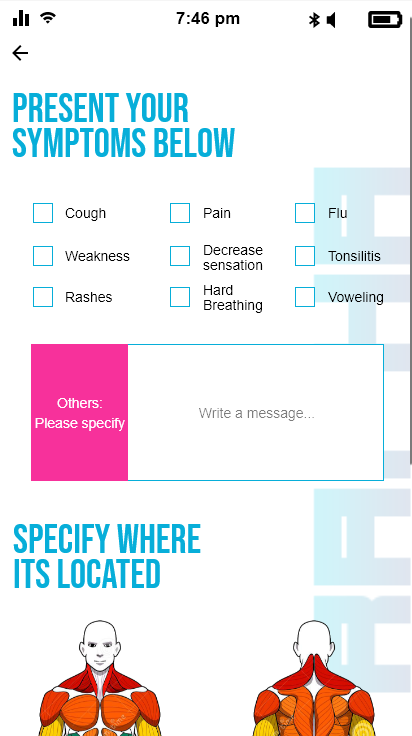 7:46 pm
PRESENT YOUR
SYMPTOMS BELOW
Cough
Pain
Flu
Weakness
Decrease
sensation
Tonsilitis
Rashes
Hard
Breathing
Voweling
Others:
Please specify
Write a message...
SPECIFY WHERE
ITS LOCATED